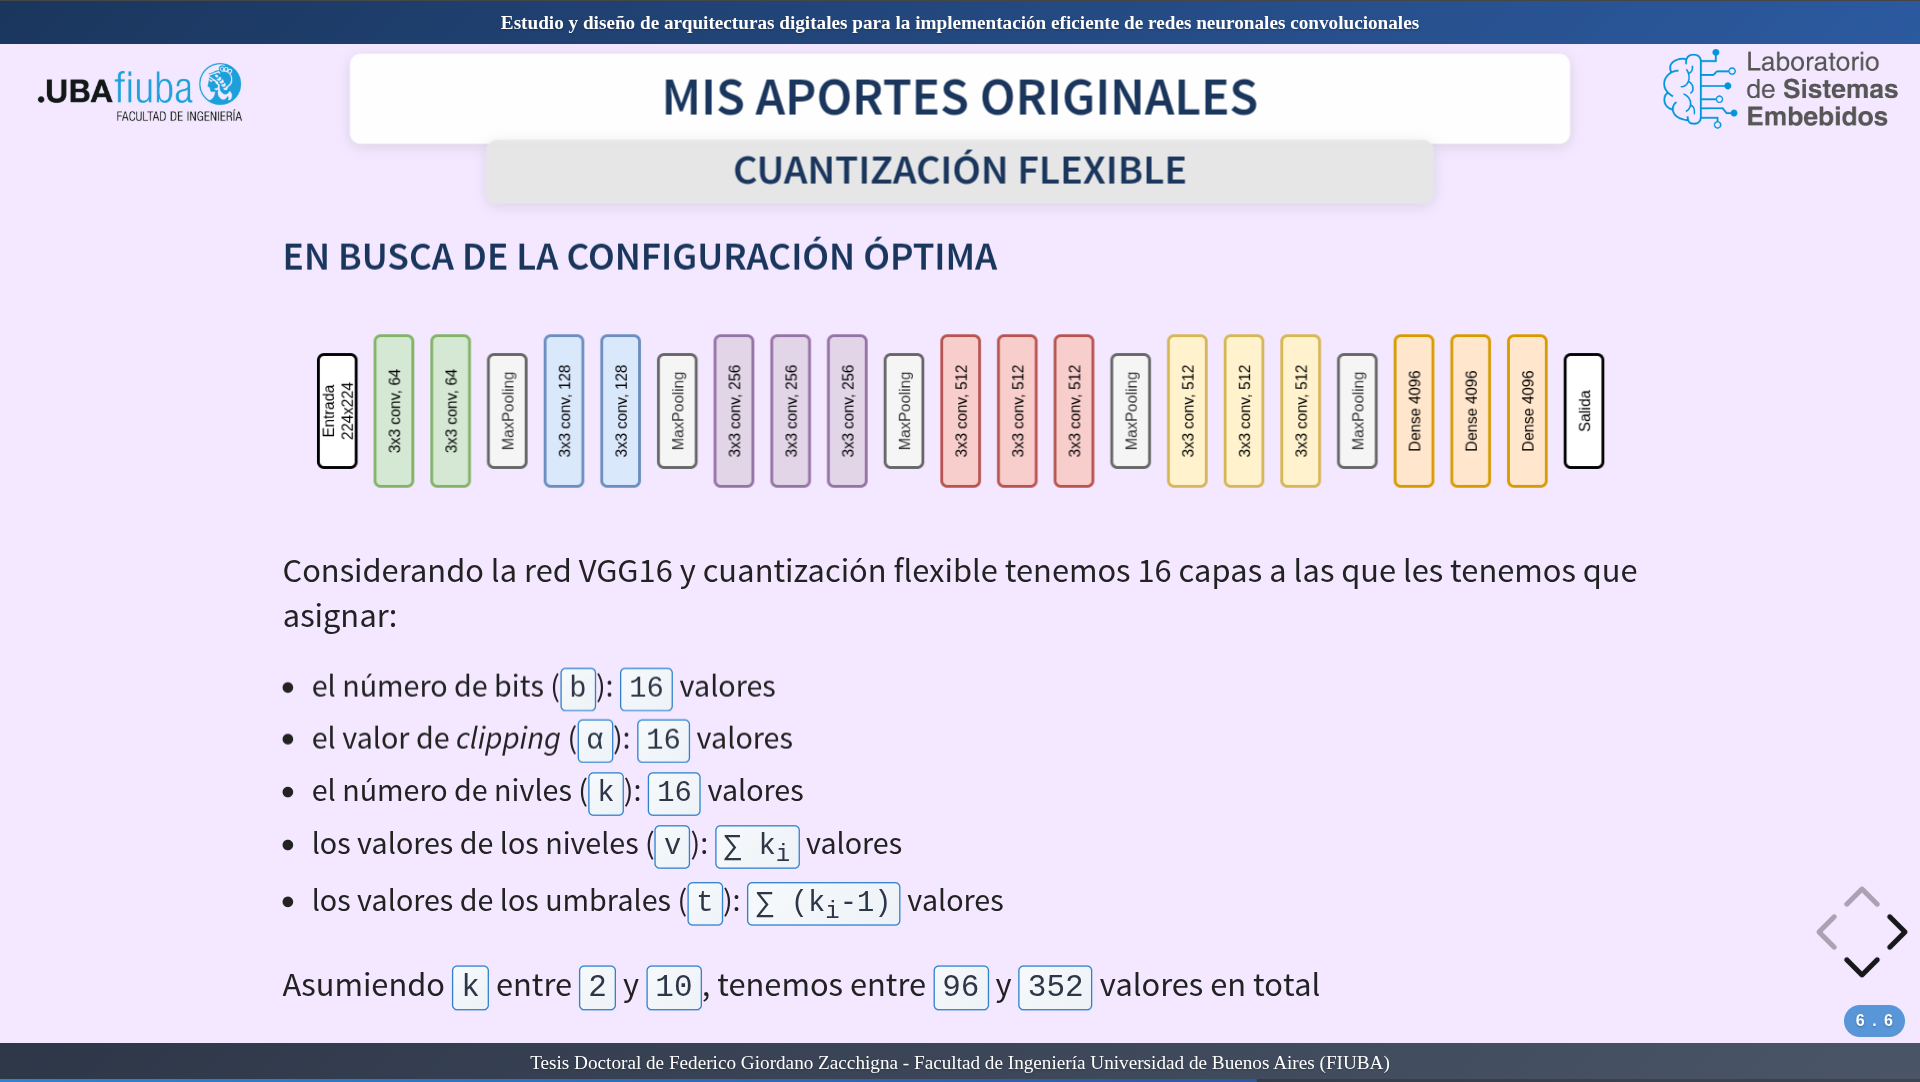 Estudio y diseño de arquitecturas digitales para la implementación eficiente de redes neuronales convolucionales
.UBAfiuba
FACULTAD DE INGENIERÍA
MIS APORTES ORIGINALES
Laboratorio
de Sistemas
Embebidos
CUANTIZACIÓN FLEXIBLE
EN BUSCA DE LA CONFIGURACIÓN ÓPTIMA
Entrada
224x224
3x3 conv, 64
3x3 conv, 64
MaxPooling
3x3 conv, 128
3x3 conv, 128
MaxPooling
3x3 conv, 256
3x3 conv, 256
3x3 conv, 256
MaxPooling
3x3 conv, 512
3x3 conv, 512
3x3 conv, 512
MaxPooling
3x3 conv, 512
3x3 conv, 512
3x3 conv, 512
MaxPooling
Dense 4096
Dense 4096
Dense 4096
Salida
Considerando la red VGG16 y cuantización flexible tenemos 16 capas a las que les tenemos que
asignar:
• el número de bits (b): 16 valores
• el valor de clipping (α): 16 valores
• el número de nivles (k): 16 valores
• los valores de los niveles (v): ∑ ki valores
• los valores de los umbrales (t): ∑ (ki-1) valores
Asumiendo k entre 2 y 10, tenemos entre 96 y 352 valores en total
6.6
Tesis Doctoral de Federico Giordano Zacchigna - Facultad de Ingeniería Universidad de Buenos Aires (FIUBA)